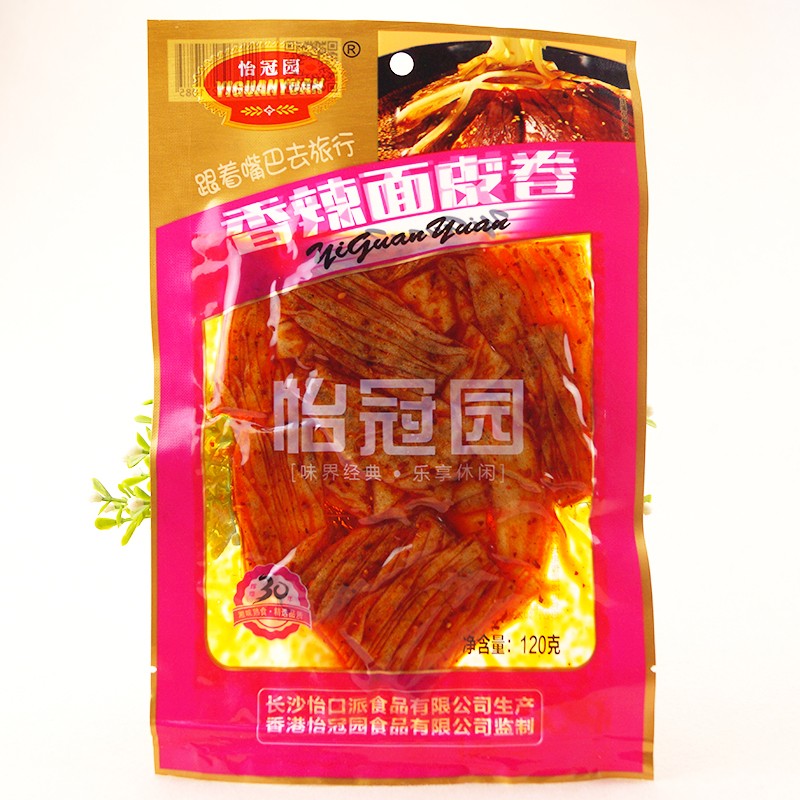 怡冠园
®
YIGUANYUAN
跟着嘴巴去旅行
香辣面皮卷
YiGuanYuan
怡冠园
[味界经典·乐享休闲]
30
净含量：120克
长沙怡口派食品有限公司生产
香港怡冠园食品有限公司监制